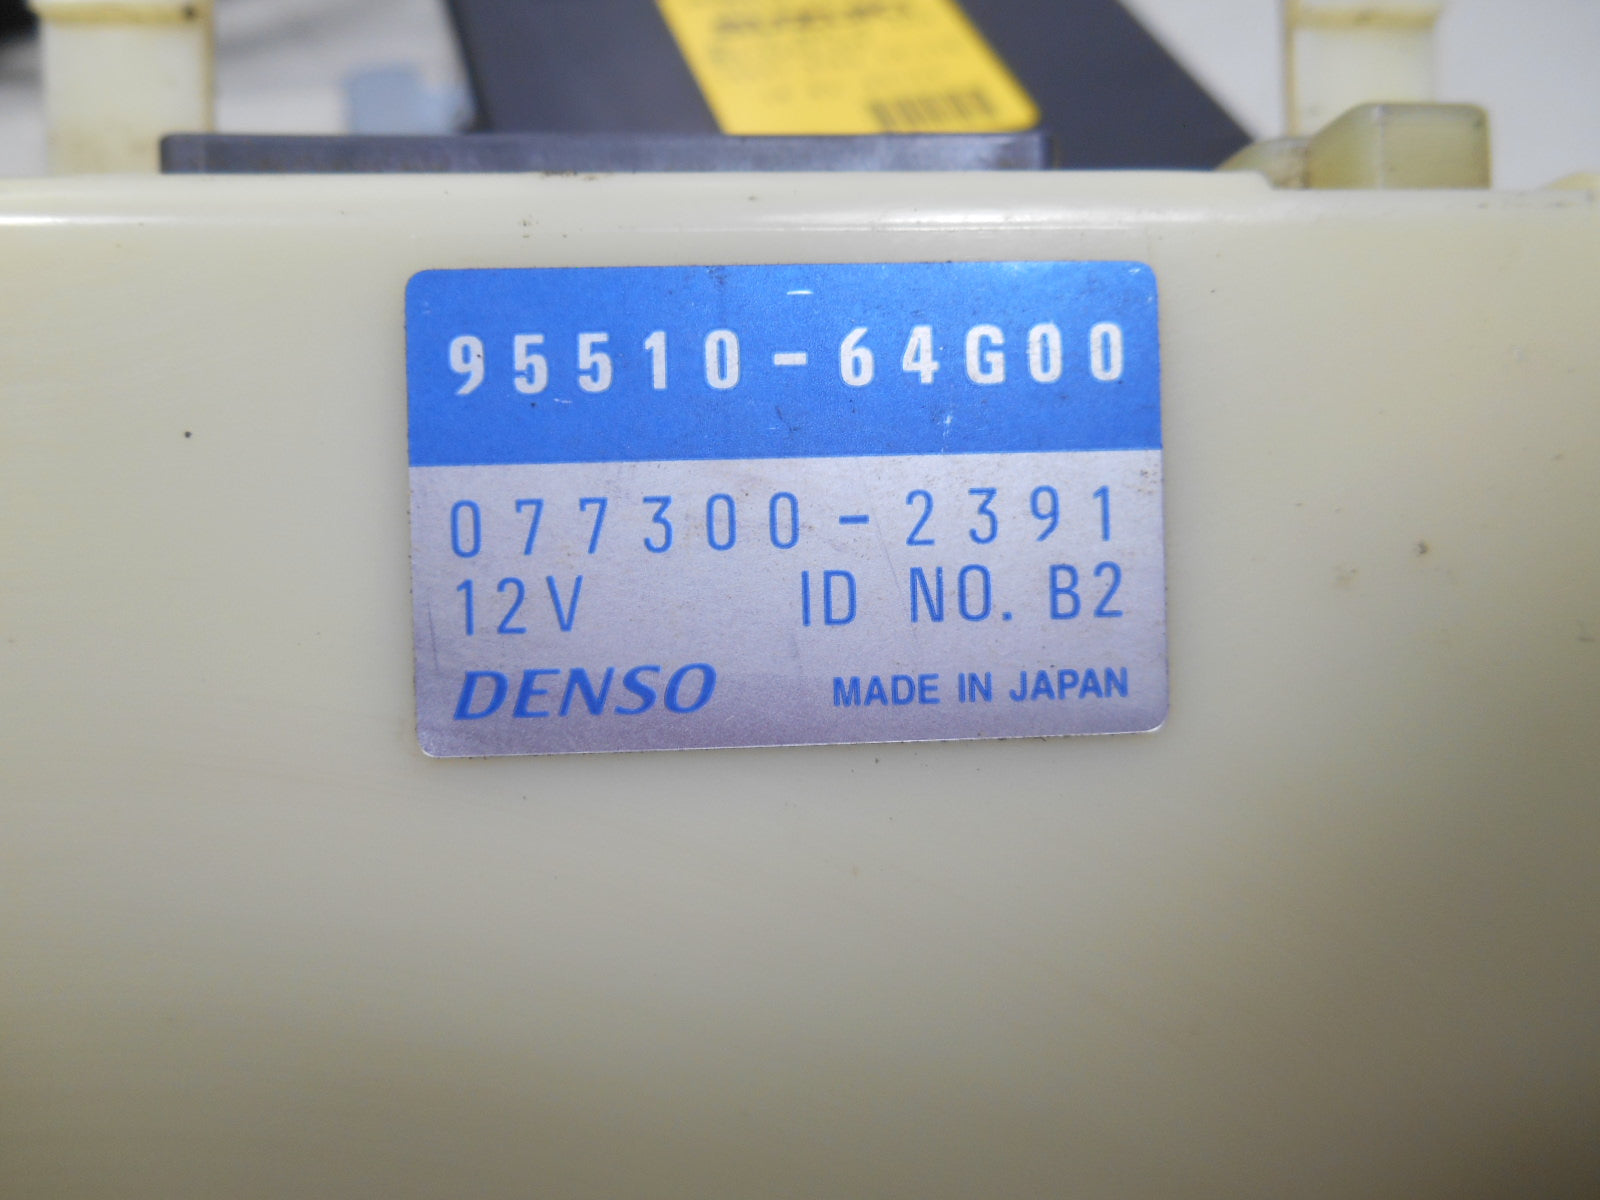 95510-64G00
077300-2391
12V ID NO. B2
DENSO MADE IN JAPAN